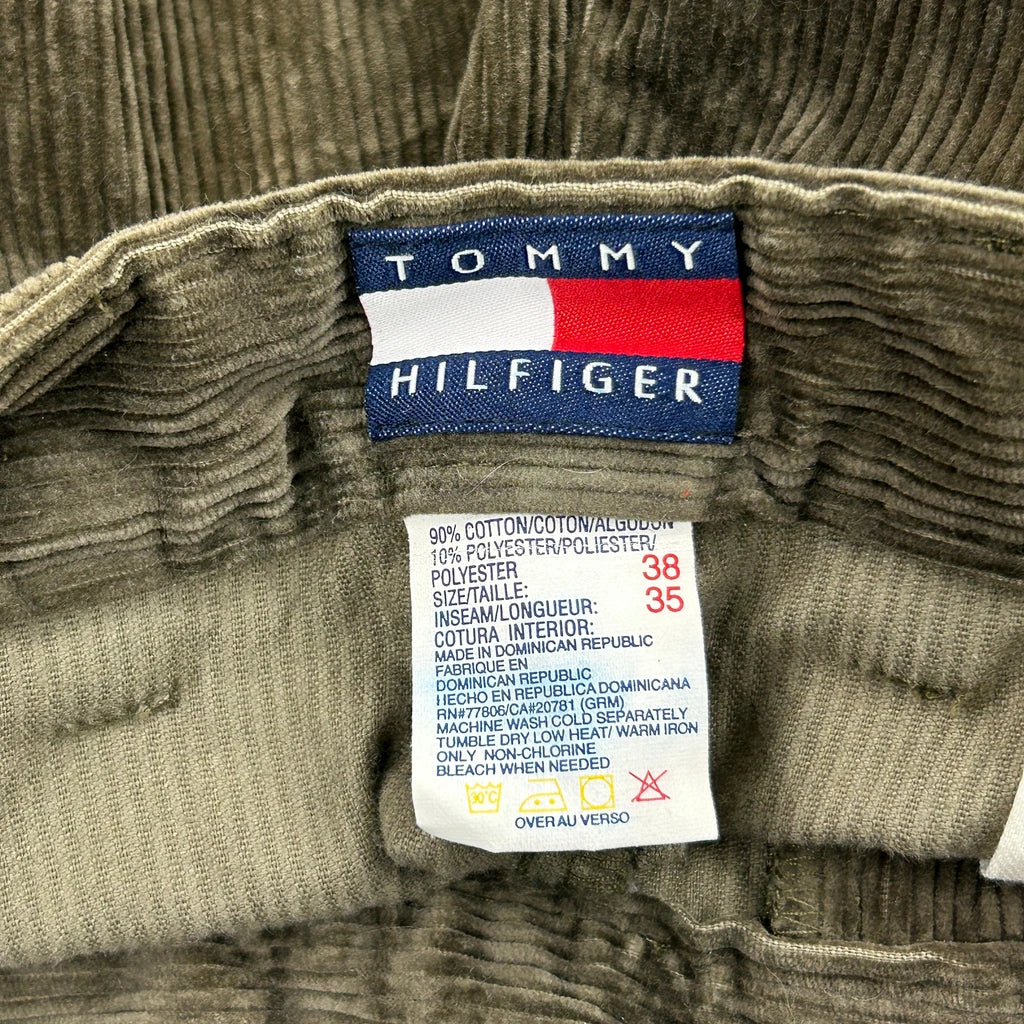 TOMMY
HILFIGER
90% COTTON/COTON/ALGODON
10% POLYESTER/POLIESTER/
POLYESTER
SIZE/TAILLE: 38
INSEAM/LONGUEUR: 35
COTURA INTERIOR:
MADE IN DOMINICAN REPUBLIC
FABRIQUE EN
DOMINICAN REPUBLIC
HECHO EN REPUBLICA DOMINICANA
RN#77806/CA#20781 (GRM)
MACHINE WASH COLD SEPARATELY
TUMBLE DRY LOW HEAT/ WARM IRON
ONLY NON-CHLORINE
BLEACH WHEN NEEDED
30°C
OVER AU VERSO